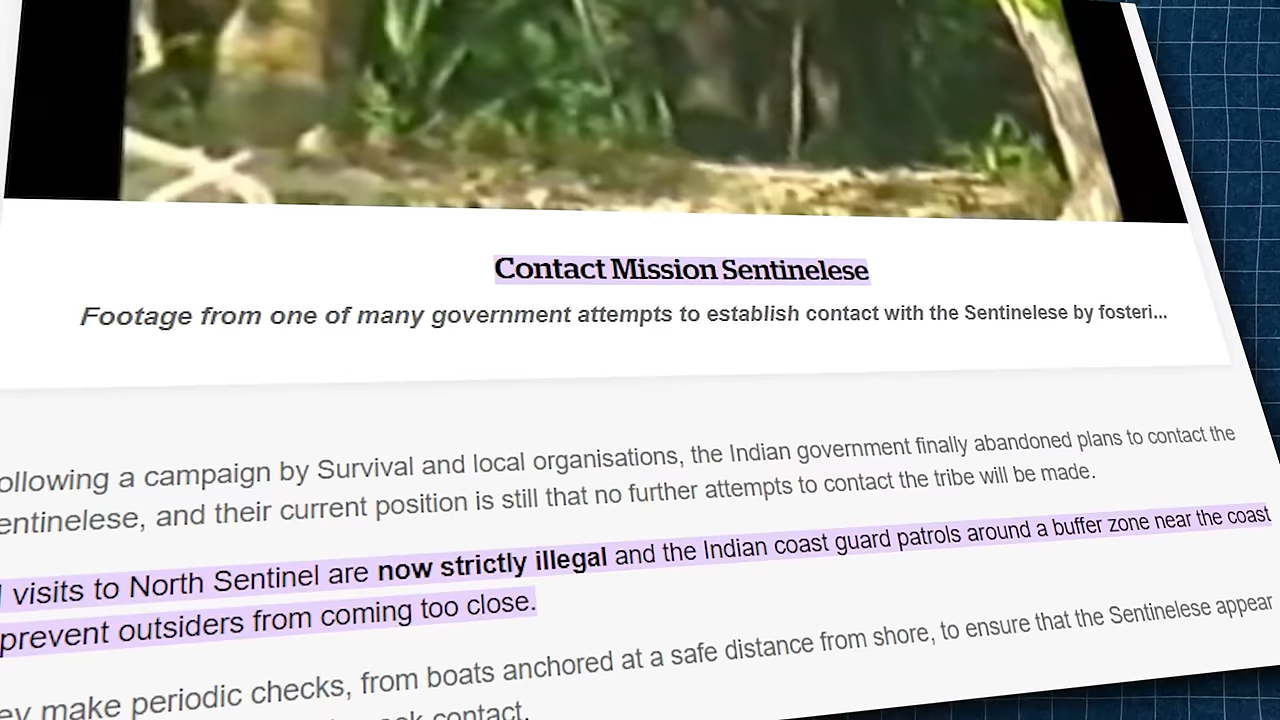 Contact Mission Sentinelese
Footage from one of many government attempts to establish contact with the Sentinelese by fosteri...
ollowing a campaign by Survival and local organisations, the Indian government finally abandoned plans to contact the
entinelese, and their current position is still that no further attempts to contact the tribe will be made.
l visits to North Sentinel are now strictly illegal and the Indian coast guard patrols around a buffer zone near the coast
prevent outsiders from coming too close.
ey make periodic checks, from boats anchored at a safe distance from shore, to ensure that the Sentinelese appear
contact.